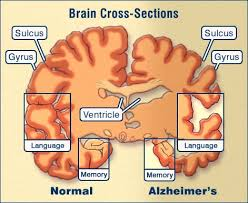 Brain Cross-Sections
Sulcus
Gyrus
Sulcus
Gyrus
Ventricle
Language
Language
Memory
Memory
Normal
Alzheimer's